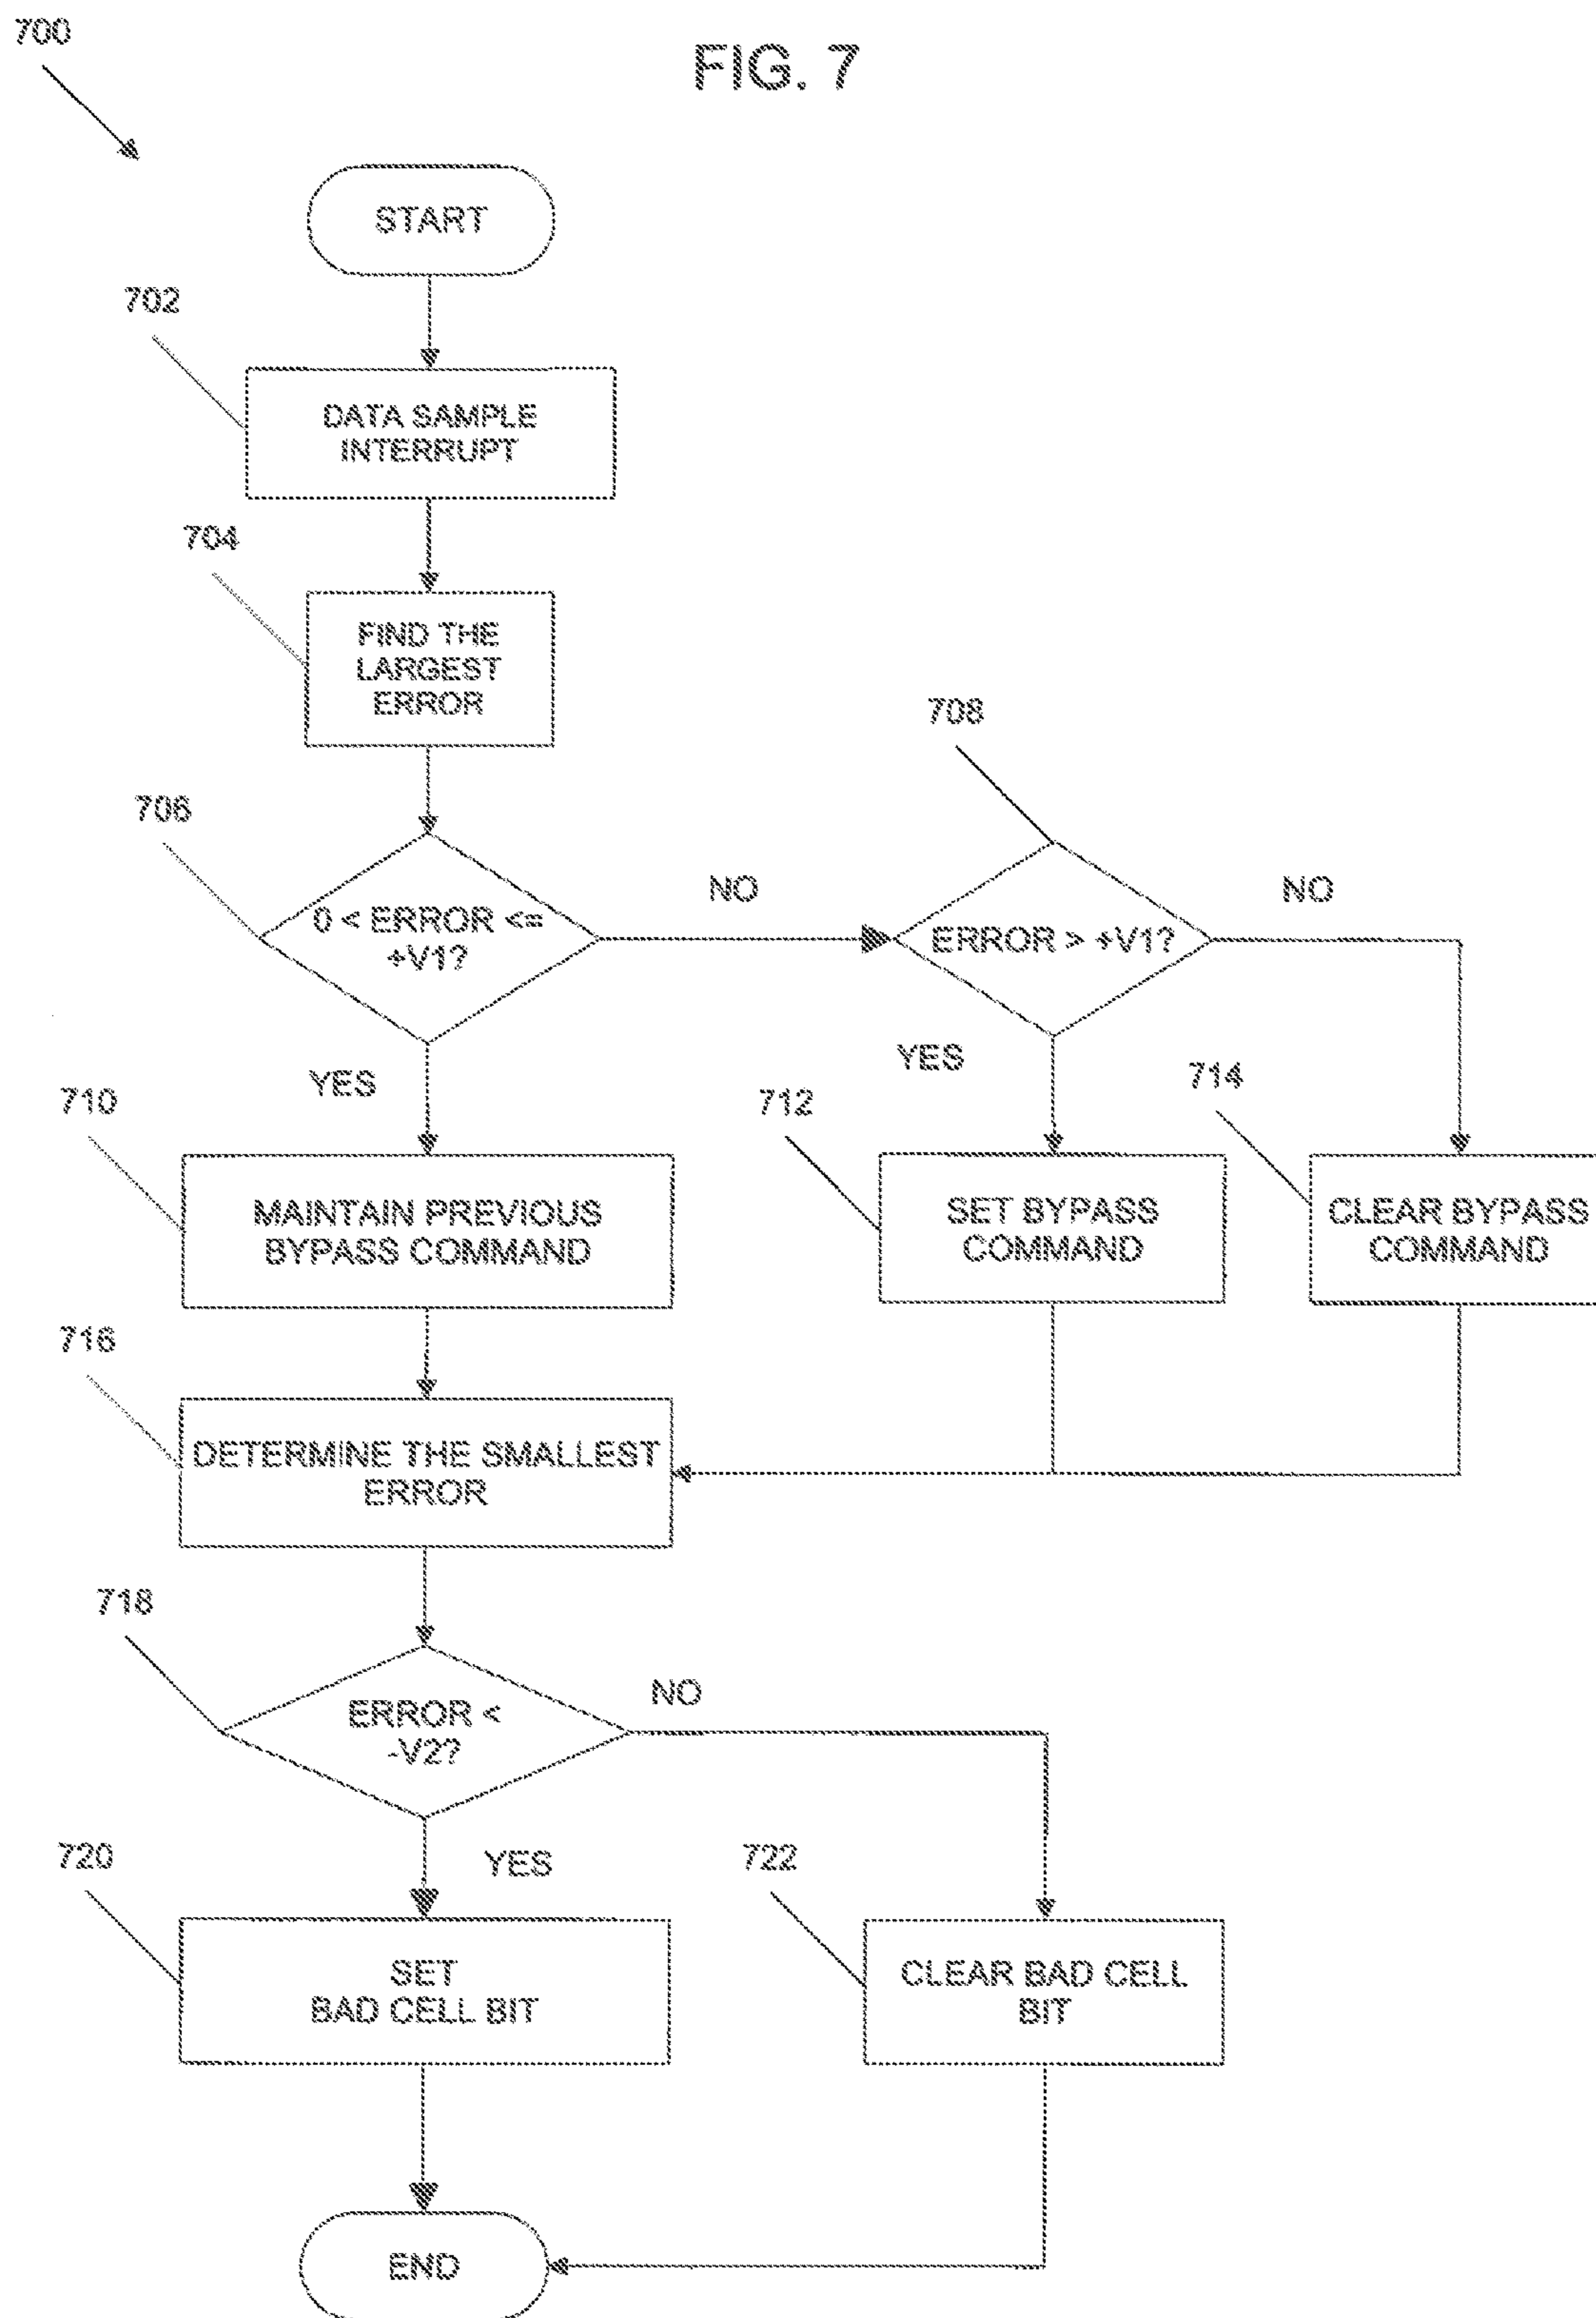 700
FIG. 7
START
702
DATA SAMPLE
INTERRUPT
704
FIND THE
LARGEST
ERROR
706
0 < ERROR <=
+V1?
NO
708
ERROR > +V1?
NO
YES
YES
710
MAINTAIN PREVIOUS
BYPASS COMMAND
712
SET BYPASS
COMMAND
714
CLEAR BYPASS
COMMAND
716
DETERMINE THE SMALLEST
ERROR
718
ERROR <
-V2?
NO
YES
720
SET
BAD CELL BIT
722
CLEAR BAD CELL
BIT
END